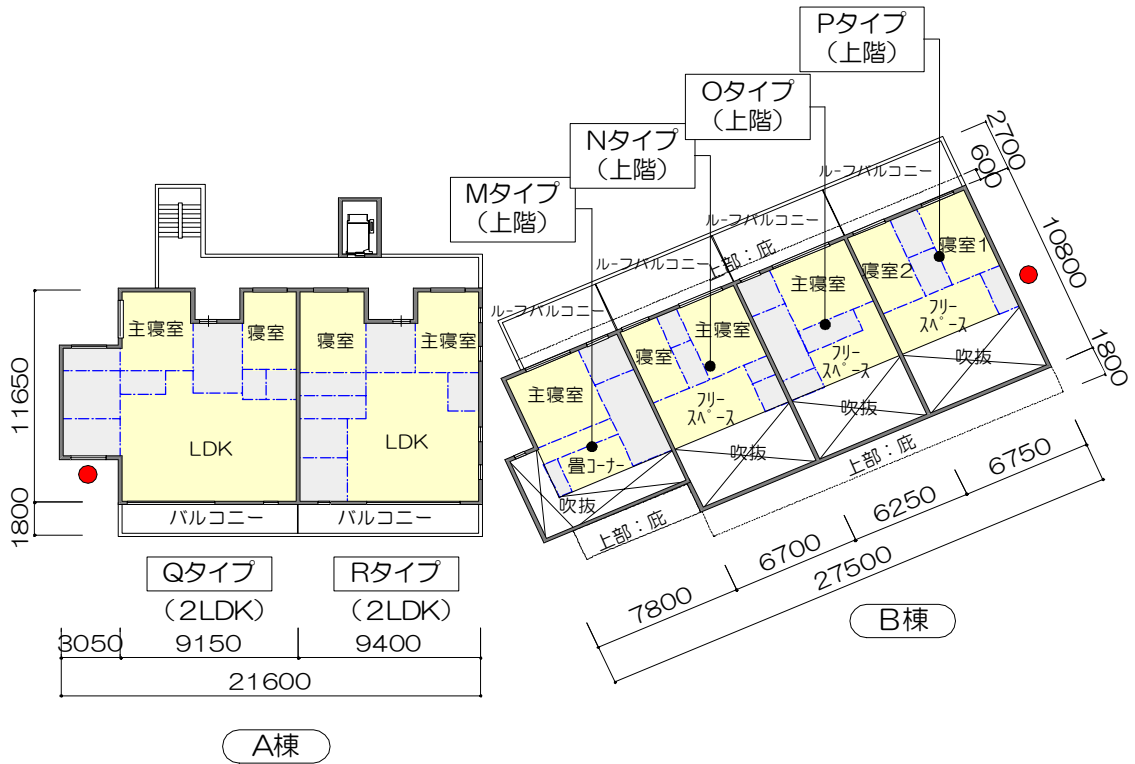 Pタイプ
(上階)
Oタイプ
(上階)
Nタイプ
(上階)
Mタイプ
(上階)
ルーフバルコニー
ルーフバルコニー
ルーフバルコニー
ルーフバルコニー
上部：庇
2700
600
10800
1800
寝室1
寝室2
フリー
スペース
吹抜
主寝室
フリー
スペース
吹抜
主寝室
寝室
フリー
スペース
吹抜
主寝室
畳コーナー
吹抜
上部：庇
上部：庇
7800
6700
6250
6750
27500
B棟
11650
1800
主寝室
寝室
寝室
主寝室
LDK
LDK
バルコニー
バルコニー
Qタイプ
(2LDK)
Rタイプ
(2LDK)
3050
9150
9400
21600
A棟